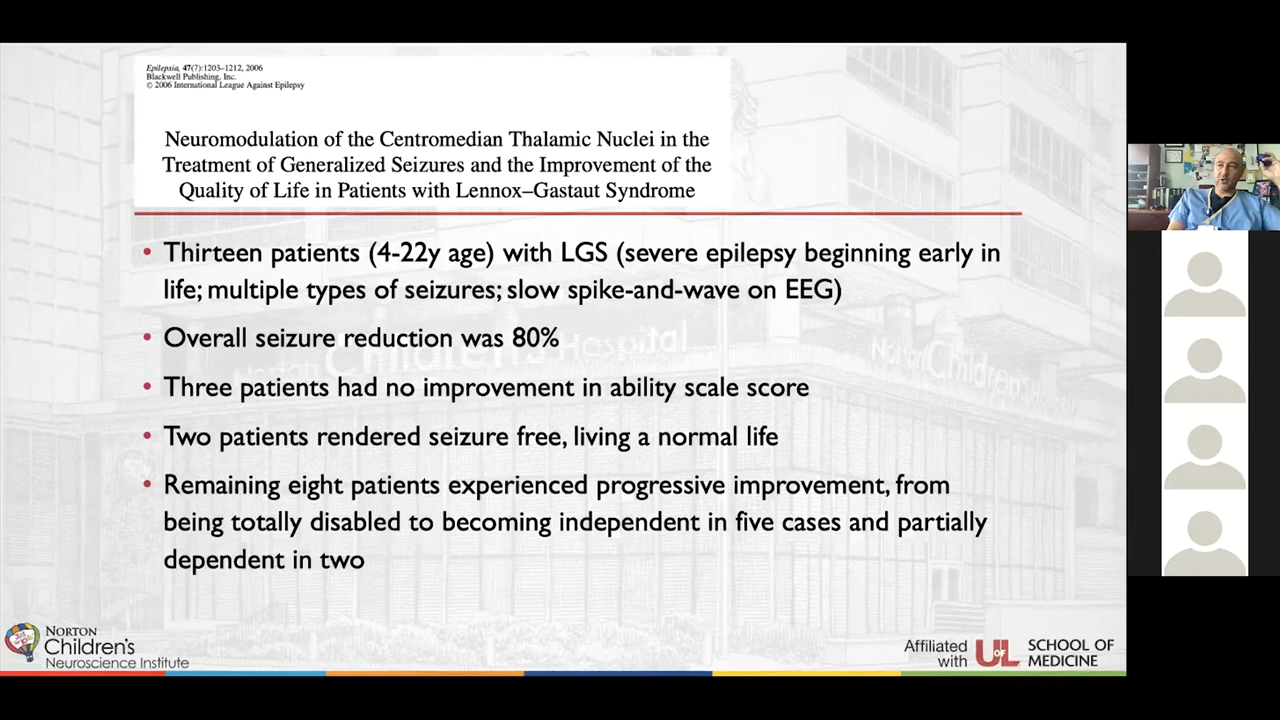 Epilepsia, 47(7):1203–1212, 2006
Blackwell Publishing, Inc.
© 2006 International League Against Epilepsy
Neuromodulation of the Centromedian Thalamic Nuclei in the
Treatment of Generalized Seizures and the Improvement of the
Quality of Life in Patients with Lennox–Gastaut Syndrome
• Thirteen patients (4-22y age) with LGS (severe epilepsy beginning early in
life; multiple types of seizures; slow spike-and-wave on EEG)
• Overall seizure reduction was 80%
• Three patients had no improvement in ability scale score
• Two patients rendered seizure free, living a normal life
• Remaining eight patients experienced progressive improvement, from
being totally disabled to becoming independent in five cases and partially
dependent in two
Norton Children's Hospital
Norton Children's
NORTON
Children's
Neuroscience Institute
Affiliated
with
UofL
SCHOOL OF
MEDICINE